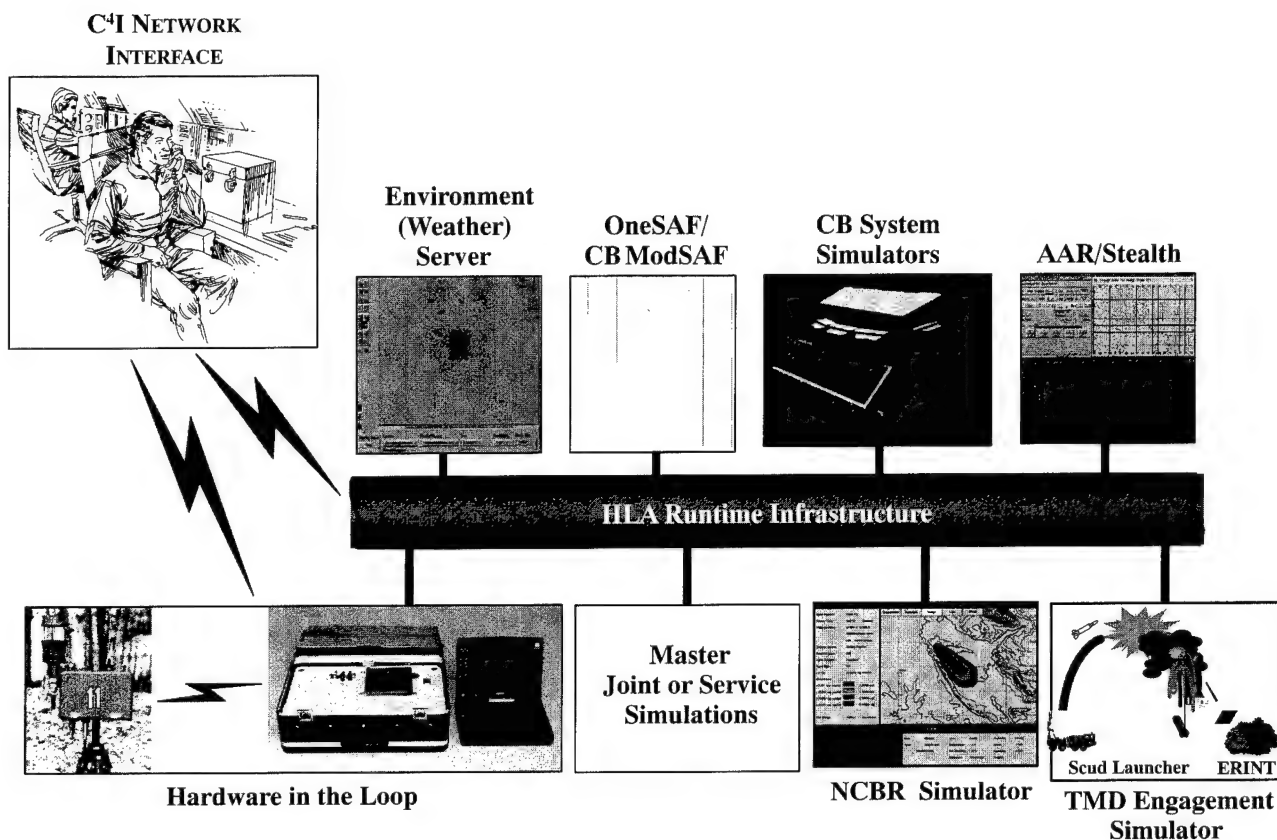 C⁴I NETWORK
INTERFACE
Environment
(Weather)
Server
OneSAF/
CB ModSAF
CB System
Simulators
AAR/Stealth
HLA Runtime Infrastructure
11
Hardware in the Loop
Master
Joint or Service
Simulations
NCBR Simulator
Scud Launcher
ERINT
TMD Engagement
Simulator